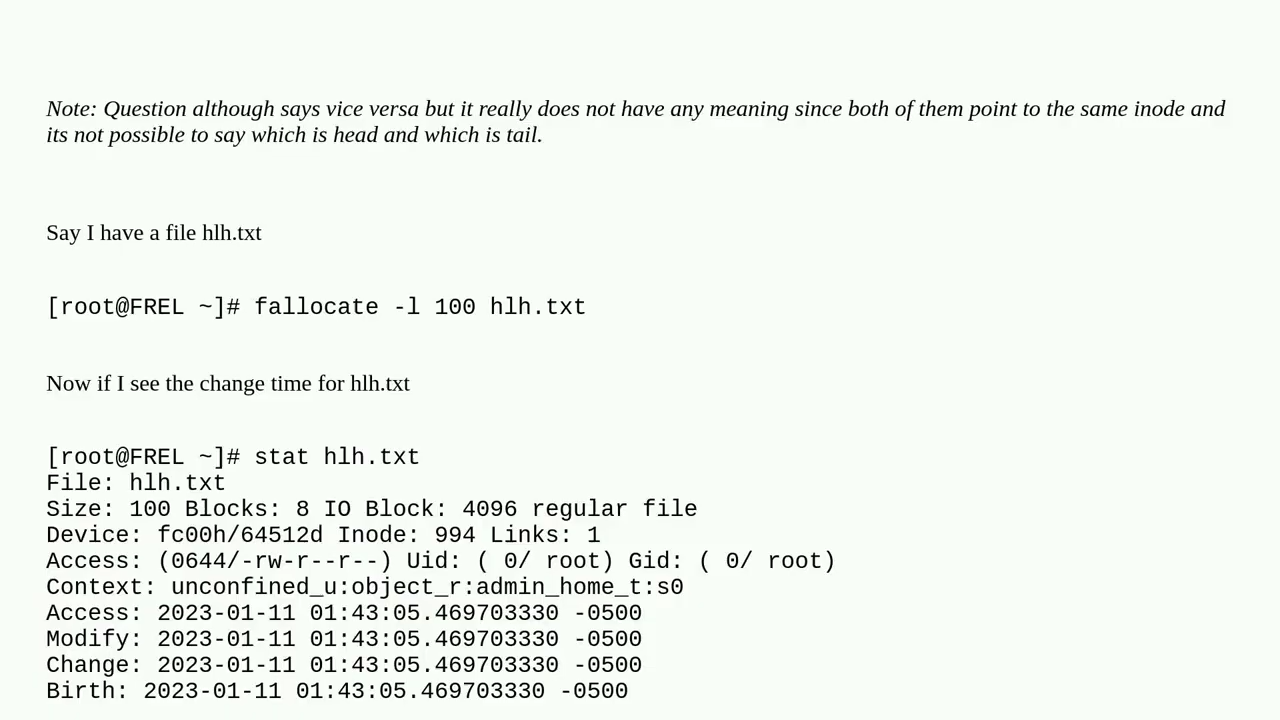 Note: Question although says vice versa but it really does not have any meaning since both of them point to the same inode and
its not possible to say which is head and which is tail.
Say I have a file hlh.txt
[root@FREL ~]# fallocate -l 100 hlh.txt
Now if I see the change time for hlh.txt
[root@FREL ~]# stat hlh.txt
File: hlh.txt
Size: 100 Blocks: 8 IO Block: 4096 regular file
Device: fc00h/64512d Inode: 994 Links: 1
Access: (0644/-rw-r--r--) Uid: ( 0/ root) Gid: ( 0/ root)
Context: unconfined_u:object_r:admin_home_t:s0
Access: 2023-01-11 01:43:05.469703330 -0500
Modify: 2023-01-11 01:43:05.469703330 -0500
Change: 2023-01-11 01:43:05.469703330 -0500
Birth: 2023-01-11 01:43:05.469703330 -0500